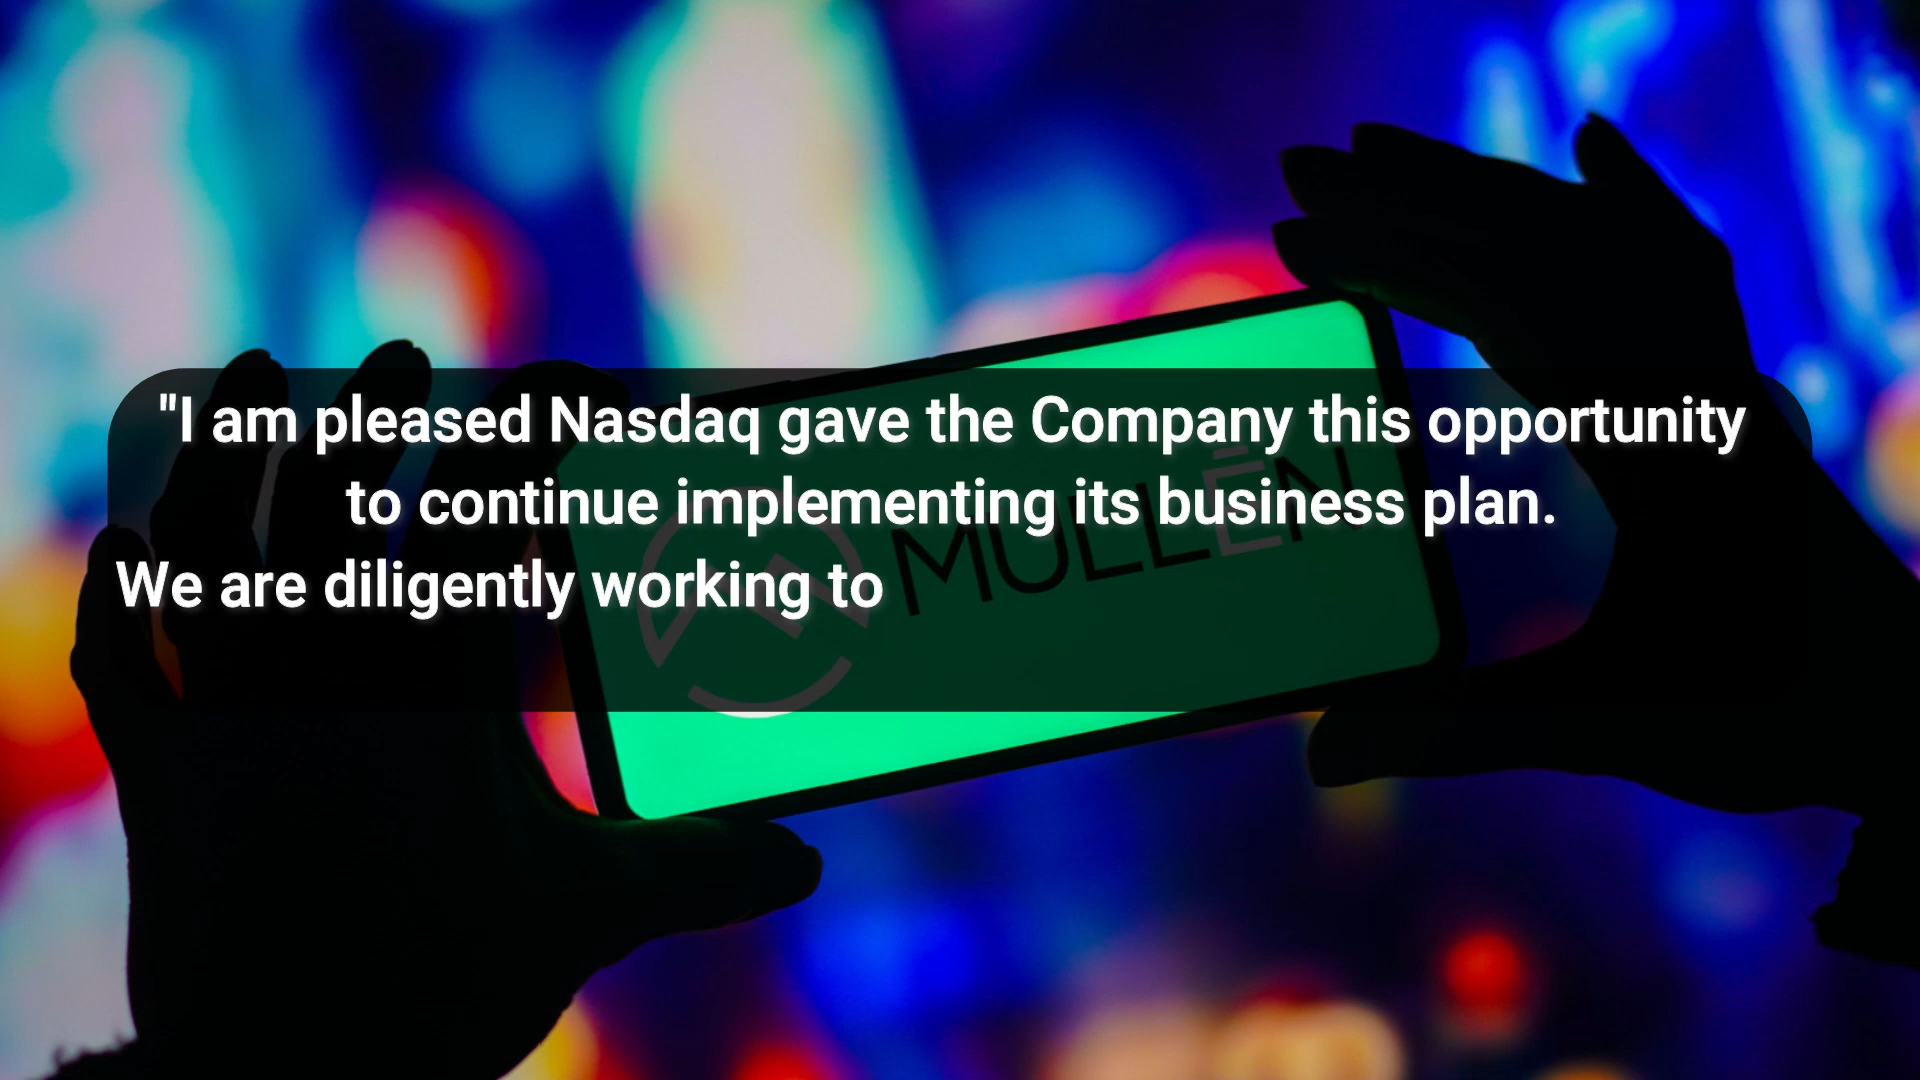 "I am pleased Nasdaq gave the Company this opportunity
to continue implementing its business plan.
We are diligently working to
MULLĒN